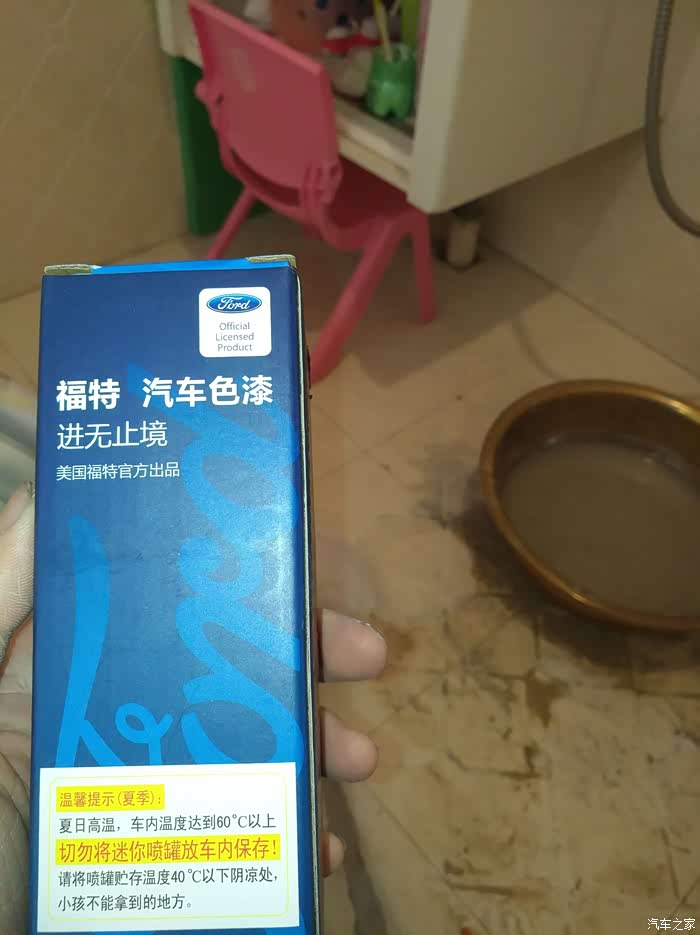 Ford
Official
Licensed
Product
福特 汽车色漆
进无止境
美国福特官方出品
温馨提示(夏季):
夏日高温，车内温度达到60℃以上
切勿将迷你喷罐放车内保存!
请将喷罐贮存温度40℃以下阴凉处，
小孩不能拿到的地方。
汽车之家